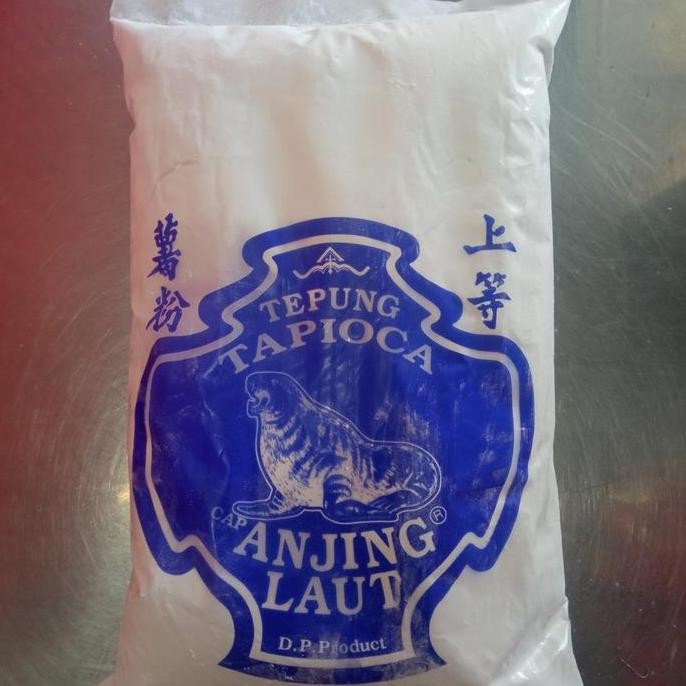 上等
薯粉
TEPUNG
TAPIOCA
CAP ANJING®
LAUT
D.P. Product